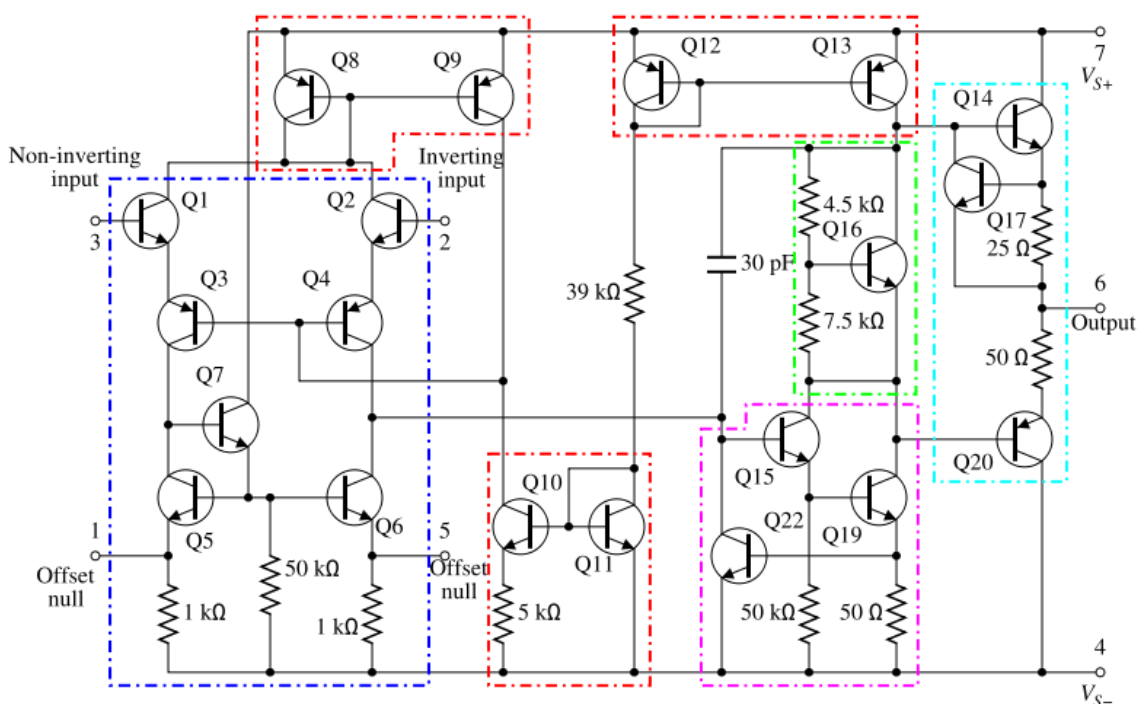 Q8
Q9
Q12
Q13
7
V_S+
Q14
Non-inverting
input
Inverting
input
Q1
Q2
3
2
4.5 kΩ
Q16
Q17
25 Ω
30 pF
Q3
Q4
39 kΩ
7.5 kΩ
6
Output
50 Ω
Q7
Q15
Q20
Q10
Q22
Q19
1
Q5
Q6
5
Q11
Offset
null
50 kΩ
Offset
null
1 kΩ
1 kΩ
5 kΩ
50 kΩ
50 Ω
4
V_S−